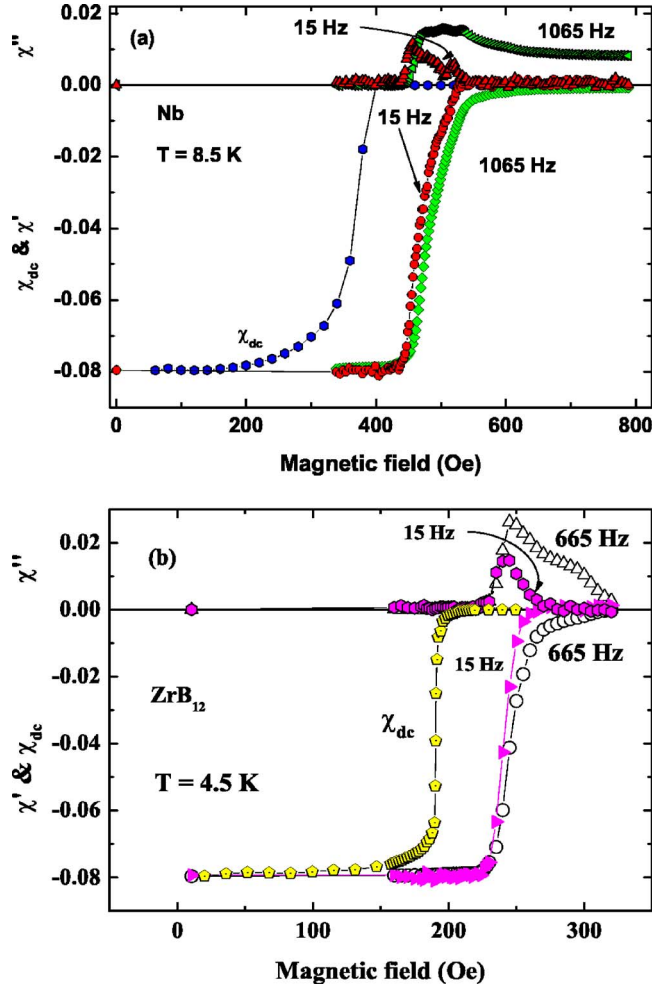 (a)
15 Hz
1065 Hz
χ''
0.02
0.00
-0.02
-0.04
-0.06
-0.08
χdc & χ'
Nb
T = 8.5 K
15 Hz
1065 Hz
χdc
0
200
400
600
800
Magnetic field (Oe)
(b)
15 Hz
665 Hz
χ''
0.02
0.00
-0.02
-0.04
-0.06
-0.08
χ' & χdc
15 Hz
665 Hz
ZrB12
χdc
T = 4.5 K
0
100
200
300
Magnetic field (Oe)